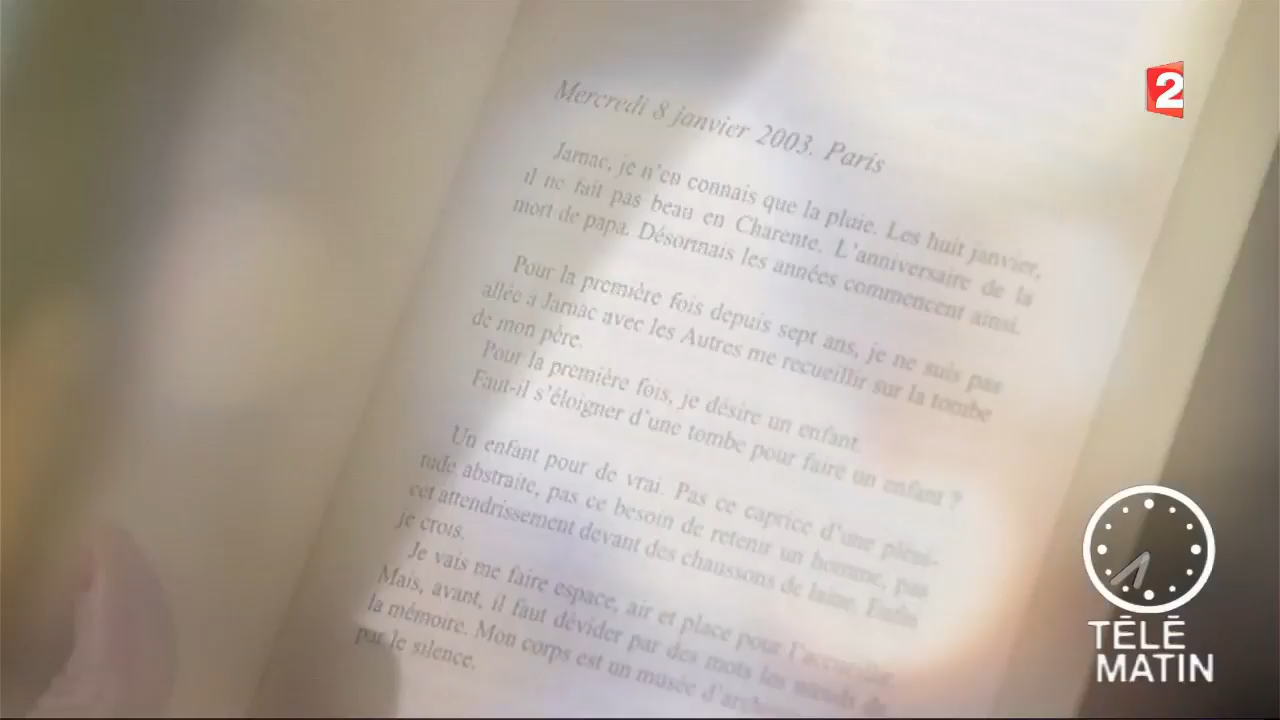 2
Mercredi 8 janvier 2003. Paris
Jarnac, je n'en connais que la pluie. Les huit janvier,
il ne fait pas beau en Charente. L'anniversaire de la
mort de papa. Désormais les années commencent ainsi.
Pour la première fois depuis sept ans, je ne suis pas
allée à Jarnac avec les Autres me recueillir sur la tombe
de mon père.
Pour la première fois, je désire un enfant.
Faut-il s'éloigner d'une tombe pour faire un enfant ?
Un enfant pour de vrai. Pas ce caprice d'une pléni-
tude abstraite, pas ce besoin de retenir un homme, pas
cet attendrissement devant des chaussons de laine. Enfin
je crois.
Je vais me faire espace, air et place pour l'accueillir.
Mais, avant, il faut dévider par des mots les nœuds de
la mémoire. Mon corps est un musée
par le silence.
TÉLÉ
MATIN